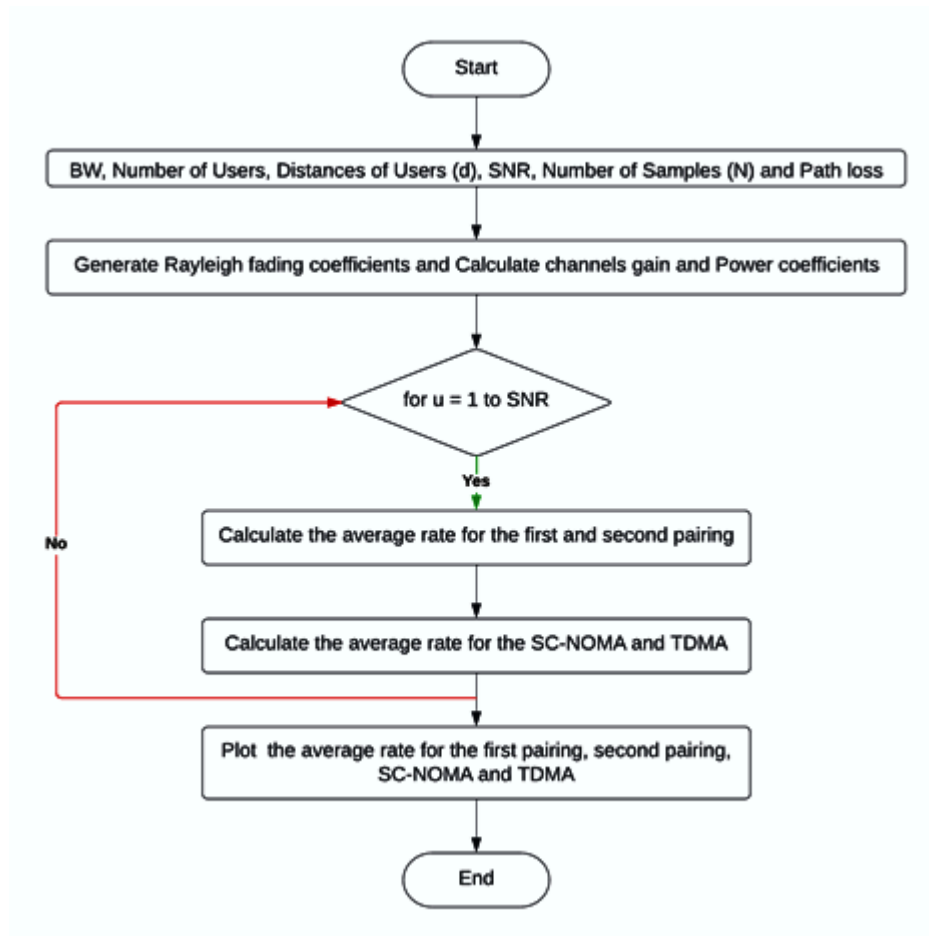 Start
BW, Number of Users, Distances of Users (d), SNR, Number of Samples (N) and Path loss
Generate Rayleigh fading coefficients and Calculate channels gain and Power coefficients
for u = 1 to SNR
Yes
Calculate the average rate for the first and second pairing
No
Calculate the average rate for the SC-NOMA and TDMA
Plot the average rate for the first pairing, second pairing,
SC-NOMA and TDMA
End